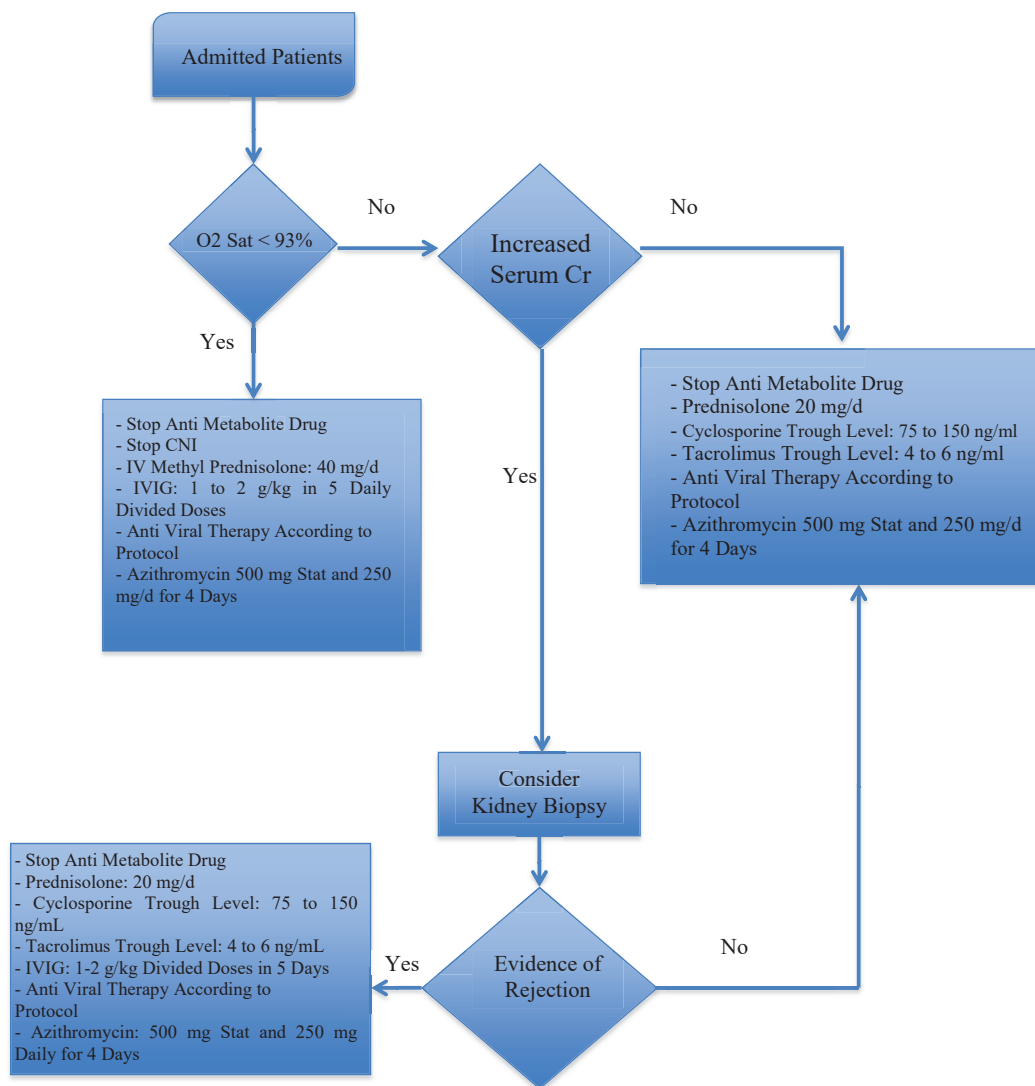 Admitted Patients
No
No
O2 Sat < 93%
Increased
Serum Cr
Yes
- Stop Anti Metabolite Drug
- Prednisolone 20 mg/d
- Cyclosporine Trough Level: 75 to 150 ng/ml
- Tacrolimus Trough Level: 4 to 6 ng/ml
- Anti Viral Therapy According to
Protocol
- Azithromycin 500 mg Stat and 250 mg/d
for 4 Days
- Stop Anti Metabolite Drug
- Stop CNI
- IV Methyl Prednisolone: 40 mg/d
- IVIG: 1 to 2 g/kg in 5 Daily
Divided Doses
- Anti Viral Therapy According to
Protocol
- Azithromycin 500 mg Stat and 250
mg/d for 4 Days
Yes
Consider
Kidney Biopsy
- Stop Anti Metabolite Drug
- Prednisolone: 20 mg/d
- Cyclosporine Trough Level: 75 to 150
ng/mL
- Tacrolimus Trough Level: 4 to 6 ng/mL
- IVIG: 1-2 g/kg Divided Doses in 5 Days
- Anti Viral Therapy According to
Protocol
- Azithromycin: 500 mg Stat and 250 mg
Daily for 4 Days
Yes
Evidence of
Rejection
No